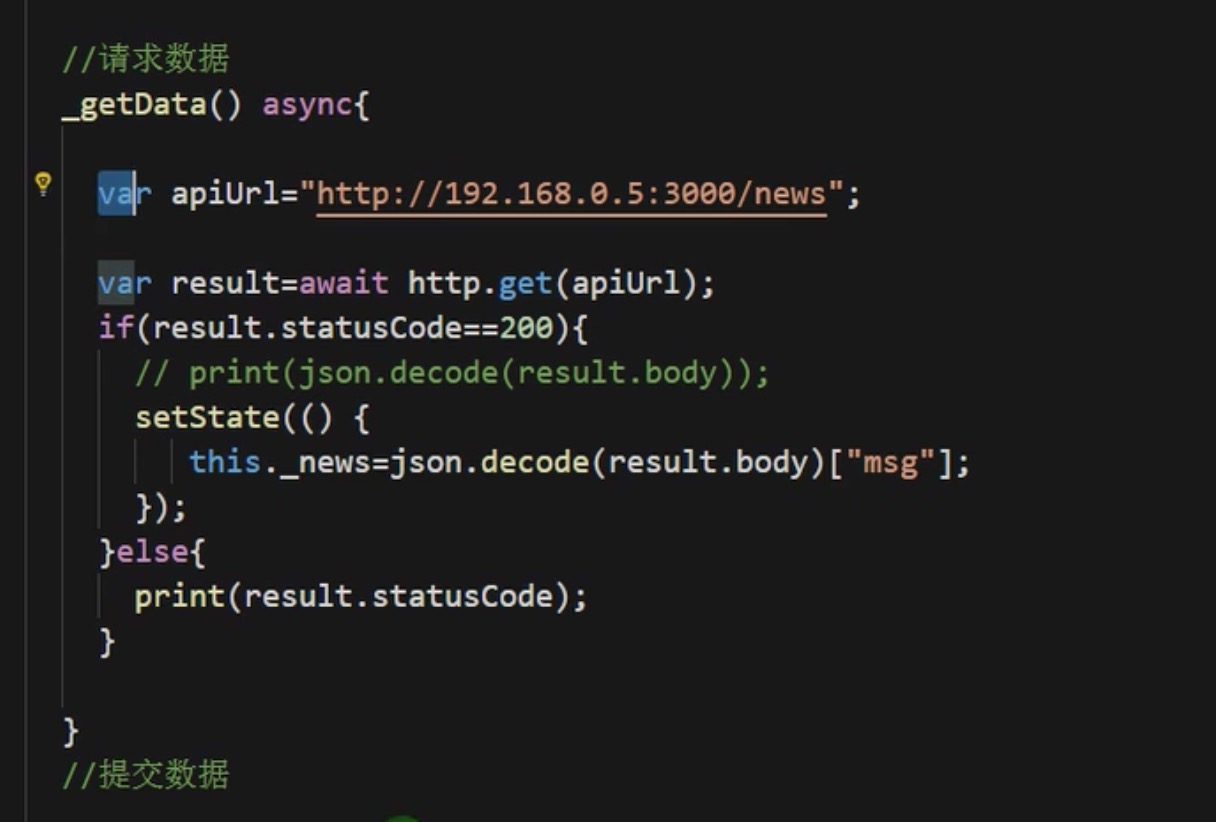 //请求数据
_getData() async{
var apiUrl="http://192.168.0.5:3000/news";
var result=await http.get(apiUrl);
if(result.statusCode==200){
// print(json.decode(result.body));
setState(() {
this._news=json.decode(result.body)["msg"];
});
}else{
print(result.statusCode);
}
}
//提交数据